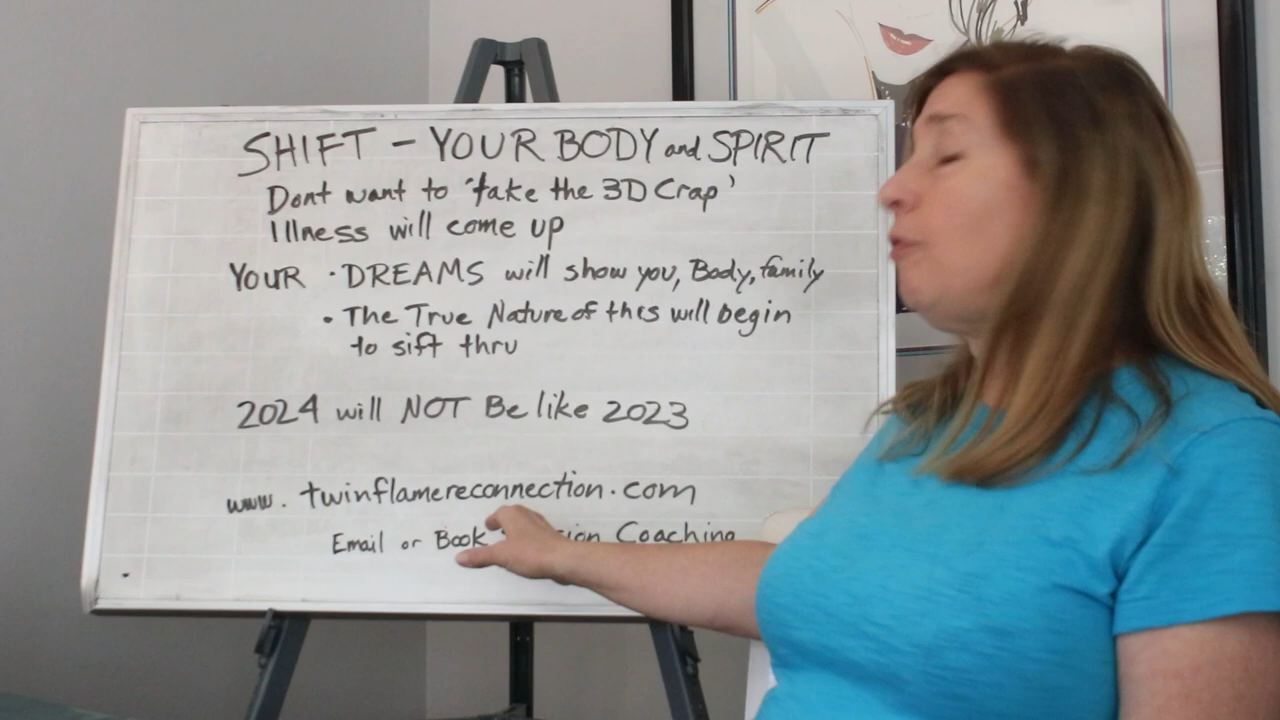 SHIFT - YOUR BODY and SPIRIT
Dont want to 'take the 3D Crap'
Illness will come up
YOUR • DREAMS will show you, Body, family
• The True Nature of this will begin
to sift thru
2024 will NOT Be like 2023
www. twinflamereconnection.com
Email or Book Coaching